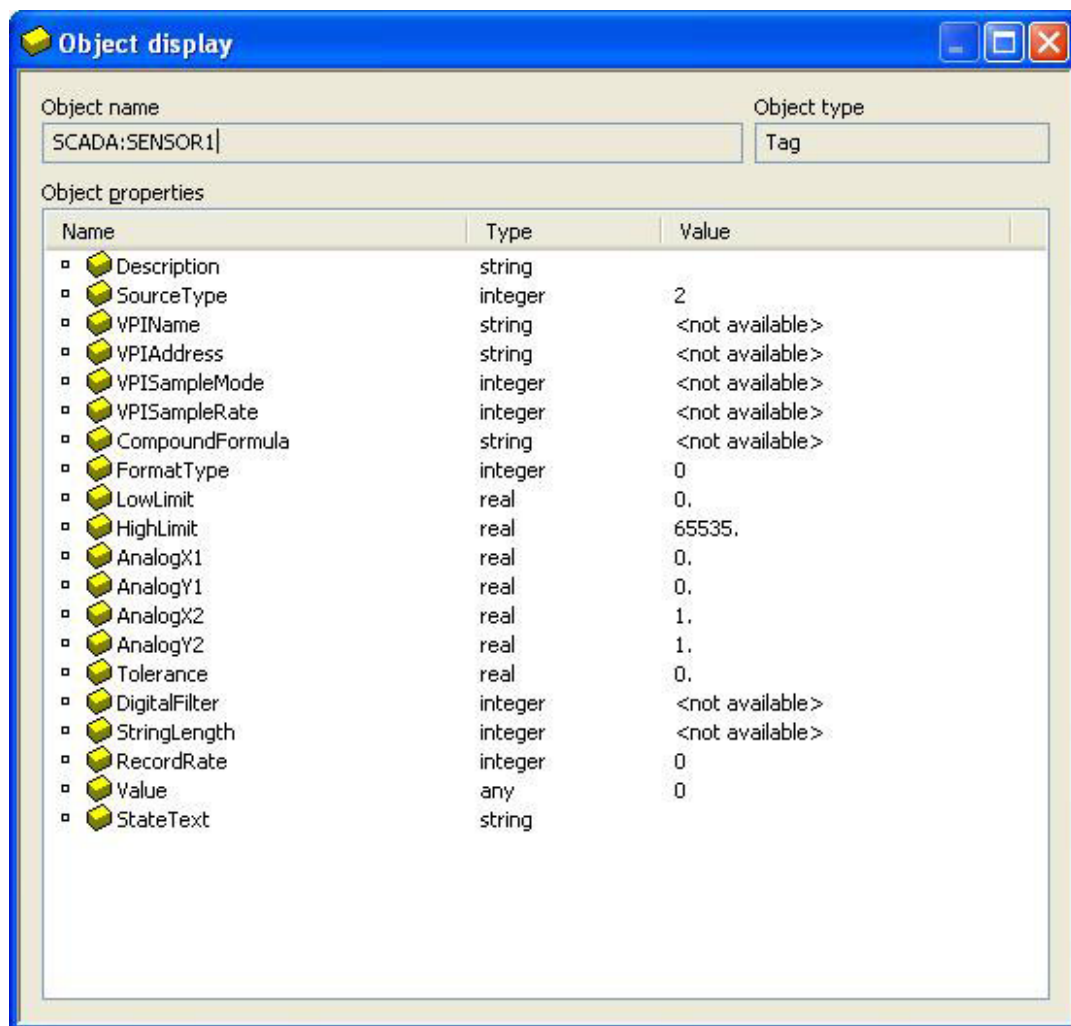 Object display
Object name Object type
SCADA:SENSOR1 Tag
Object properties
Name Type Value
Description string
SourceType integer 2
VPIName string <not available>
VPIAddress string <not available>
VPISampleMode integer <not available>
VPISampleRate integer <not available>
CompoundFormula string <not available>
FormatType integer 0
LowLimit real 0.
HighLimit real 65535.
AnalogX1 real 0.
AnalogY1 real 0.
AnalogX2 real 1.
AnalogY2 real 1.
Tolerance real 0.
DigitalFilter integer <not available>
StringLength integer <not available>
RecordRate integer 0
Value any 0
StateText string